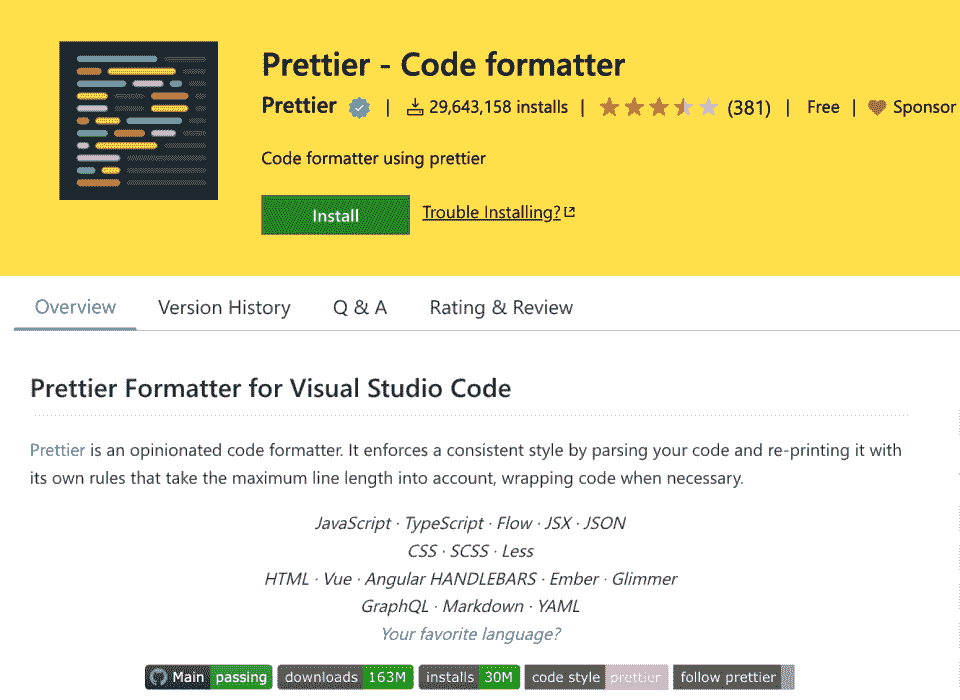 Prettier - Code formatter
Prettier | 29,643,158 installs | (381) | Free | Sponsor
Code formatter using prettier
Install Trouble Installing?
Overview Version History Q & A Rating & Review
Prettier Formatter for Visual Studio Code
Prettier is an opinionated code formatter. It enforces a consistent style by parsing your code and re-printing it with
its own rules that take the maximum line length into account, wrapping code when necessary.
JavaScript · TypeScript · Flow · JSX · JSON
CSS · SCSS · Less
HTML · Vue · Angular HANDLEBARS · Ember · Glimmer
GraphQL · Markdown · YAML
Your favorite language?
Main passing downloads 163M installs 30M code style prettier follow prettier